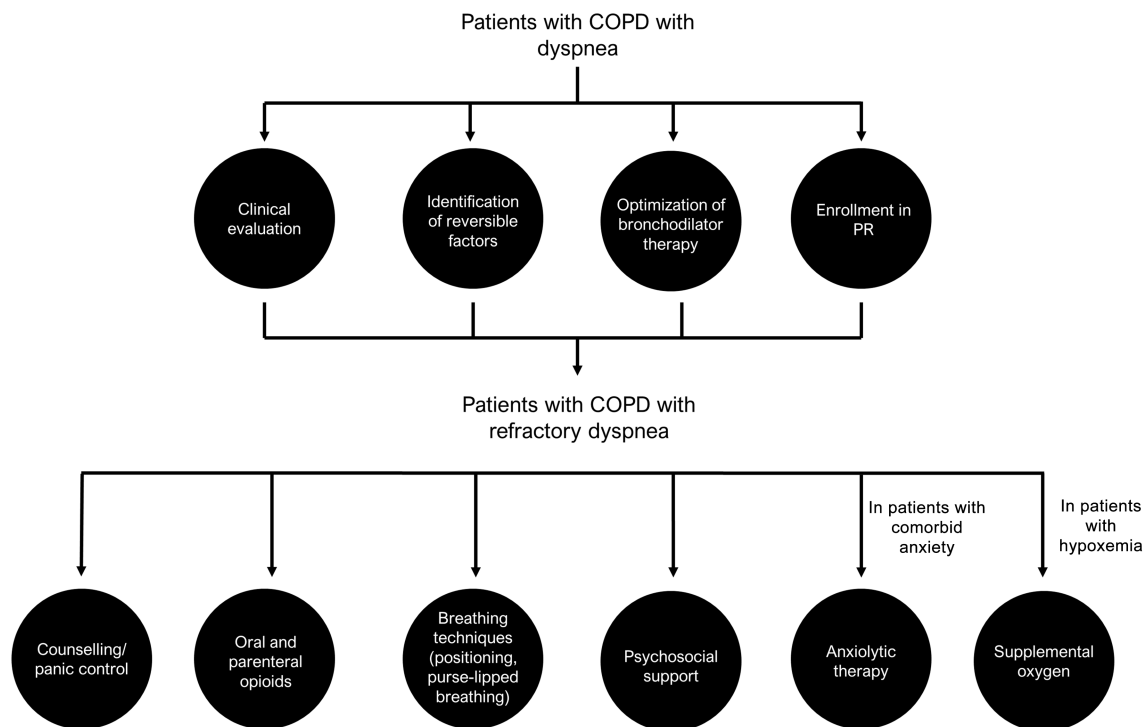 Patients with COPD with
dyspnea
Clinical
evaluation
Identification
of reversible
factors
Optimization of
bronchodilator
therapy
Enrollment in
PR
Patients with COPD with
refractory dyspnea
In patients with
comorbid
anxiety
In patients
with
hypoxemia
Counselling/
panic control
Oral and
parenteral
opioids
Breathing
techniques
(positioning,
purse-lipped
breathing)
Psychosocial
support
Anxiolytic
therapy
Supplemental
oxygen